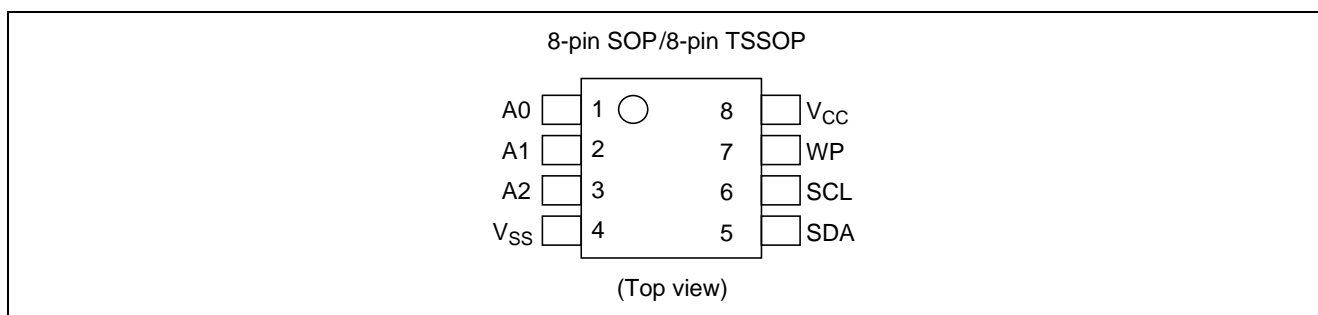 8-pin SOP/8-pin TSSOP
A0 1 8 VCC
A1 2 7 WP
A2 3 6 SCL
VSS 4 5 SDA
(Top view)